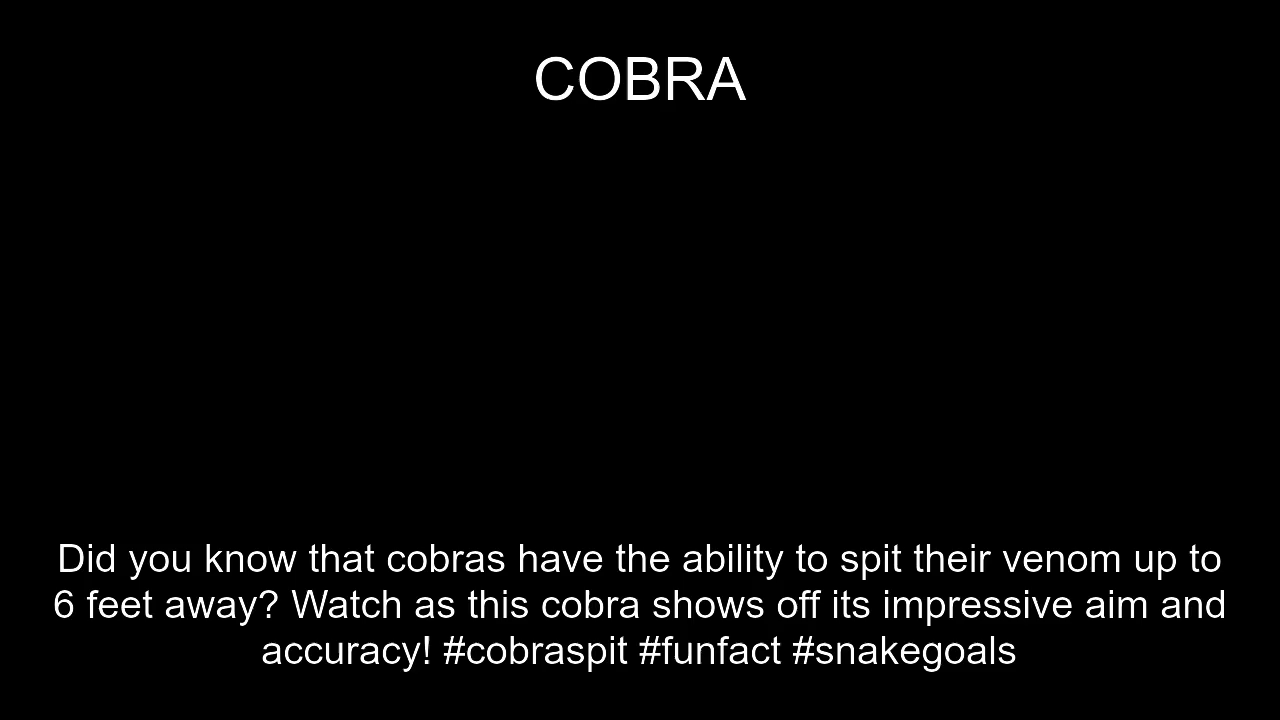 COBRA
Did you know that cobras have the ability to spit their venom up to
6 feet away? Watch as this cobra shows off its impressive aim and
accuracy! #cobraspit #funfact #snakegoals